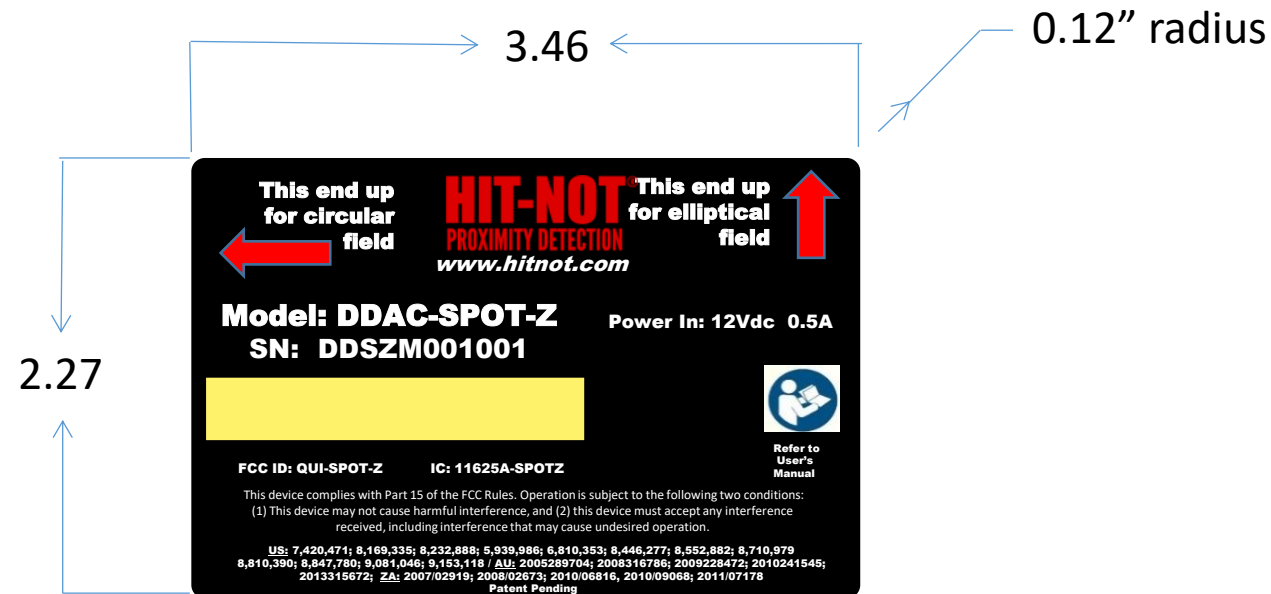 3.46
0.12” radius
2.27
This end up
for circular
field
HIT-NOT®
PROXIMITY DETECTION
www.hitnot.com
This end up
for elliptical
field
Model: DDAC-SPOT-Z
Power In: 12Vdc 0.5A
SN: DDSZM001001
Refer to
User’s
Manual
FCC ID: QUI-SPOT-Z IC: 11625A-SPOTZ
This device complies with Part 15 of the FCC Rules. Operation is subject to the following two conditions:
(1) This device may not cause harmful interference, and (2) this device must accept any interference
received, including interference that may cause undesired operation.
US: 7,420,471; 8,169,335; 8,232,888; 5,939,986; 6,810,353; 8,446,277; 8,552,882; 8,710,979
8,810,390; 8,847,780; 9,081,046; 9,153,118 / AU: 2005289704; 2008316786; 2009228472; 2010241545;
2013315672; ZA: 2007/02919; 2008/02673; 2010/06816, 2010/09068; 2011/07178
Patent Pending